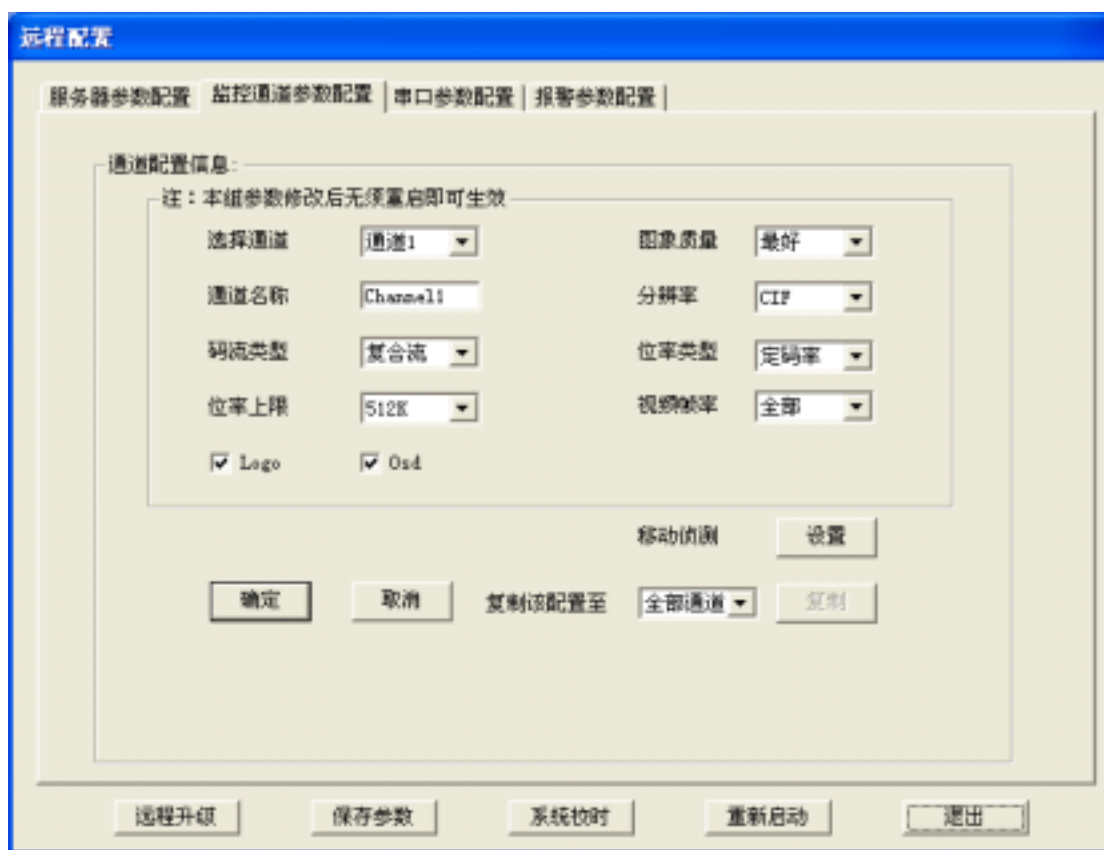 远程配置
服务器参数配置 监控通道参数配置 串口参数配置 报警参数配置
通道配置信息:
注：本组参数修改后无须重启即可生效
选择通道 通道1 图象质量 最好
通道名称 Channel1 分辨率 CIF
码流类型 复合流 位率类型 定码率
位率上限 512K 视频帧率 全部
Logo Osd
移动侦测 设置
确定 取消 复制该配置至 全部通道 复制
远程升级 保存参数 系统校时 重新启动 退出